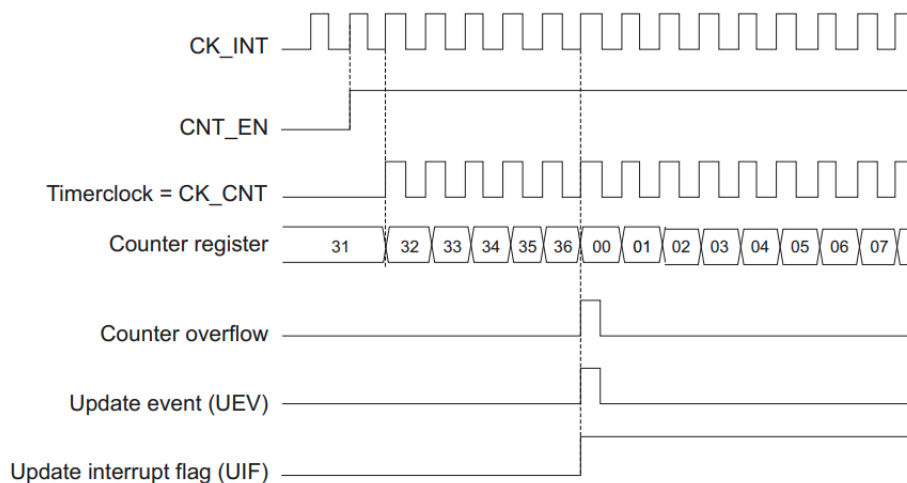 CK_INT
CNT_EN
Timerclock = CK_CNT
Counter register 31 32 33 34 35 36 00 01 02 03 04 05 06 07
Counter overflow
Update event (UEV)
Update interrupt flag (UIF)